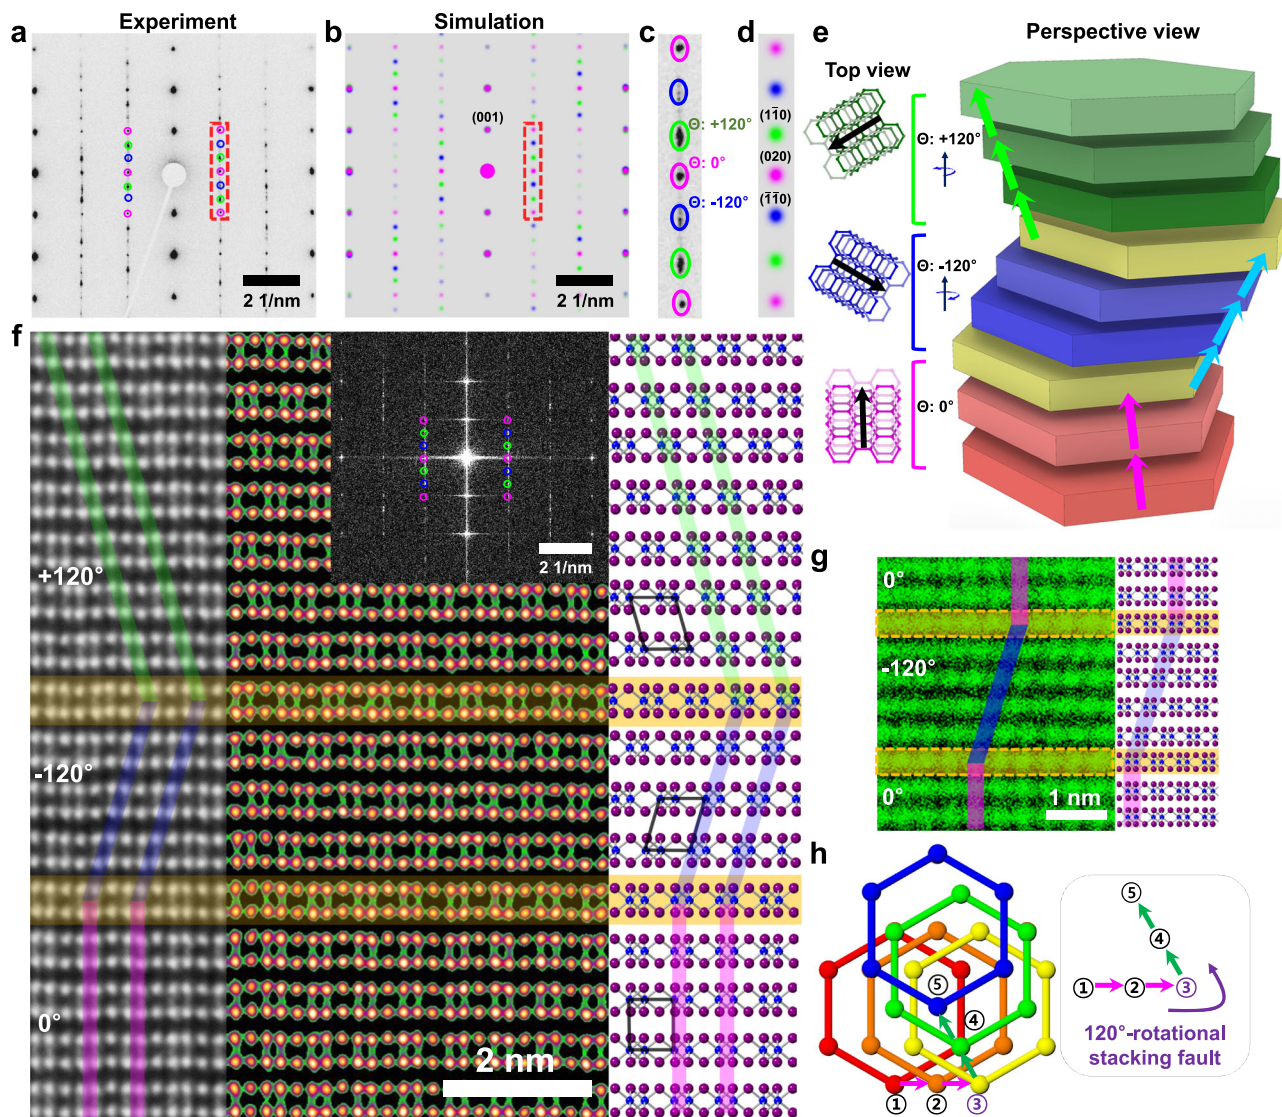 a
Experiment
2 1/nm
b
Simulation
(001)
2 1/nm
c
Θ: +120°
Θ: 0°
Θ: -120°
d
(11̄0)
(020)
(1̄1̄0)
e
Perspective view
Top view
Θ: +120°
Θ: -120°
Θ: 0°
f
+120°
-120°
0°
2 1/nm
2 nm
g
0°
-120°
0°
1 nm
h
⑤
④
① ② ③
⑤
④
① ② ③
120°-rotational
stacking fault